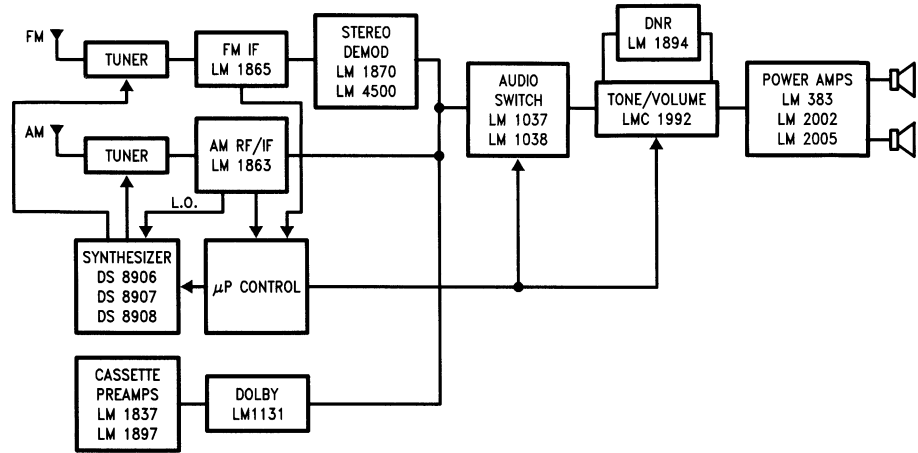 FM
TUNER
FM IF
LM 1865
STEREO
DEMOD
LM 1870
LM 4500
DNR
LM 1894
AUDIO
SWITCH
LM 1037
LM 1038
TONE/VOLUME
LMC 1992
POWER AMPS
LM 383
LM 2002
LM 2005
AM
TUNER
AM RF/IF
LM 1863
L.O.
SYNTHESIZER
DS 8906
DS 8907
DS 8908
μP CONTROL
CASSETTE
PREAMPS
LM 1837
LM 1897
DOLBY
LM1131